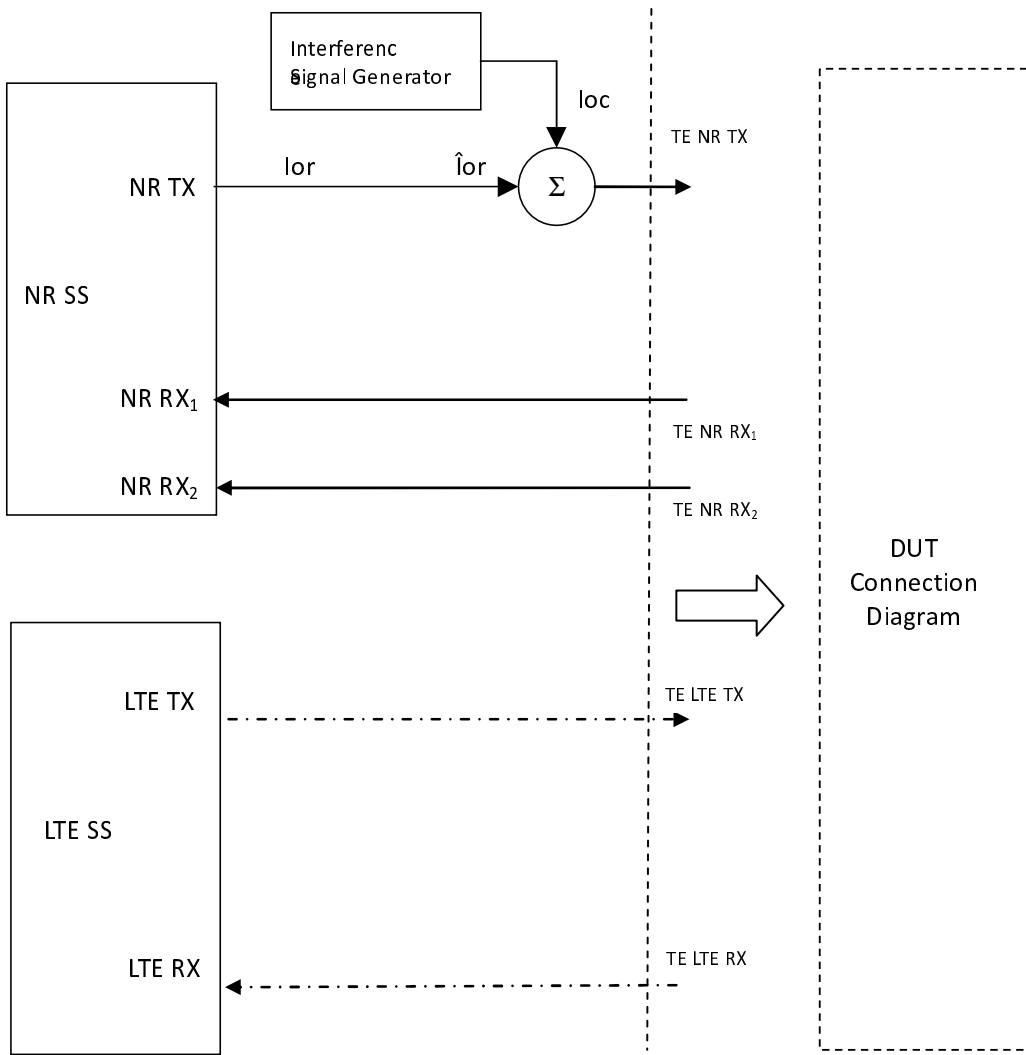 Interferenc
e
Signal Generator
Ioc
TE NR TX
NR TX
Ior
Îor
Σ
NR SS
NR RX₁
TE NR RX₁
NR RX₂
TE NR RX₂
DUT
Connection
Diagram
LTE TX
TE LTE TX
LTE SS
LTE RX
TE LTE RX